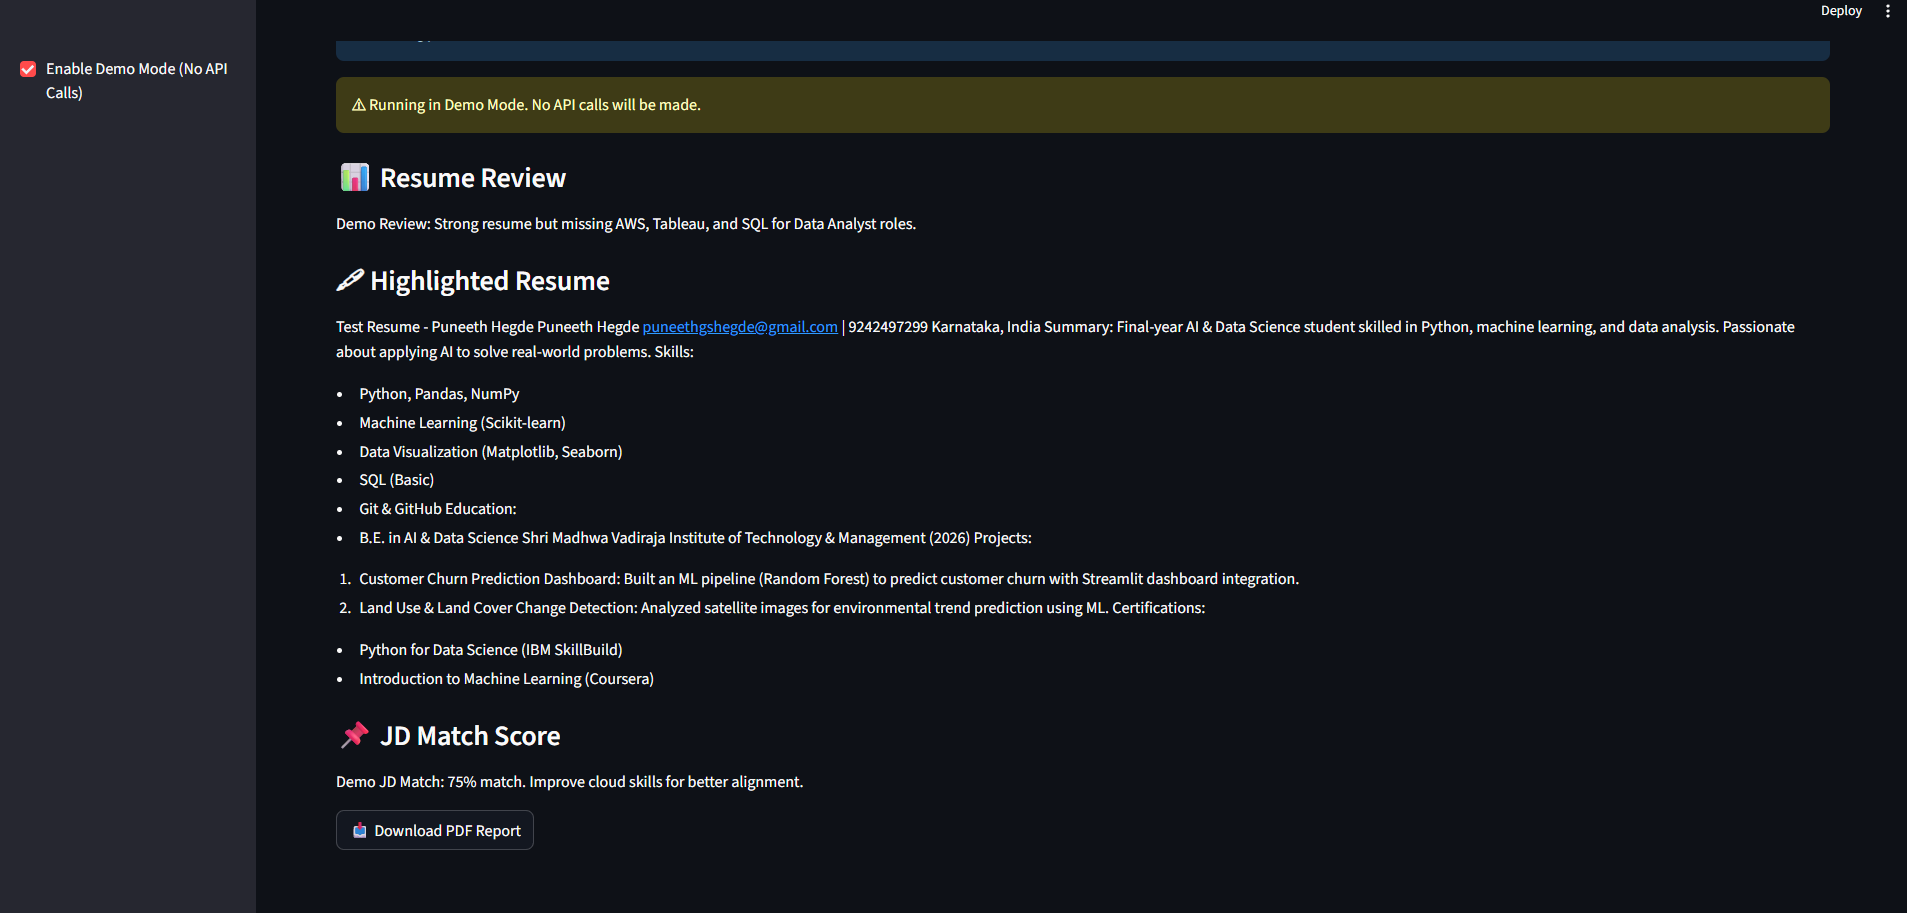 Deploy
Enable Demo Mode (No API
Calls)
⚠ Running in Demo Mode. No API calls will be made.
Resume Review
Demo Review: Strong resume but missing AWS, Tableau, and SQL for Data Analyst roles.
Highlighted Resume
Test Resume - Puneeth Hegde Puneeth Hegde puneethgshegde@gmail.com | 9242497299 Karnataka, India Summary: Final-year AI & Data Science student skilled in Python, machine learning, and data analysis. Passionate
about applying AI to solve real-world problems. Skills:
• Python, Pandas, NumPy
• Machine Learning (Scikit-learn)
• Data Visualization (Matplotlib, Seaborn)
• SQL (Basic)
• Git & GitHub Education:
• B.E. in AI & Data Science Shri Madhwa Vadiraja Institute of Technology & Management (2026) Projects:
1. Customer Churn Prediction Dashboard: Built an ML pipeline (Random Forest) to predict customer churn with Streamlit dashboard integration.
2. Land Use & Land Cover Change Detection: Analyzed satellite images for environmental trend prediction using ML. Certifications:
• Python for Data Science (IBM SkillBuild)
• Introduction to Machine Learning (Coursera)
JD Match Score
Demo JD Match: 75% match. Improve cloud skills for better alignment.
Download PDF Report